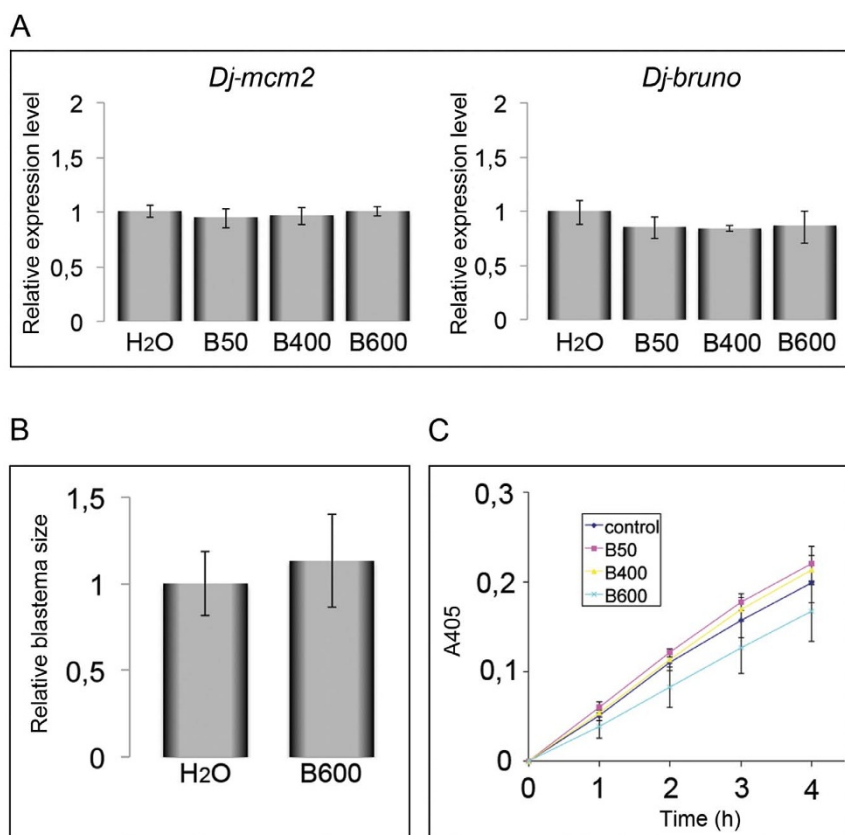 A
Dj-mcm2
Relative expression level
2
1,5
1
0,5
0
H2O B50 B400 B600
Dj-bruno
Relative expression level
2
1,5
1
0,5
0
H2O B50 B400 B600
B
Relative blastema size
1,5
1
0,5
0
H2O B600
C
A405
0,3
0,2
0,1
0
control
B50
B400
B600
0 1 2 3 4
Time (h)